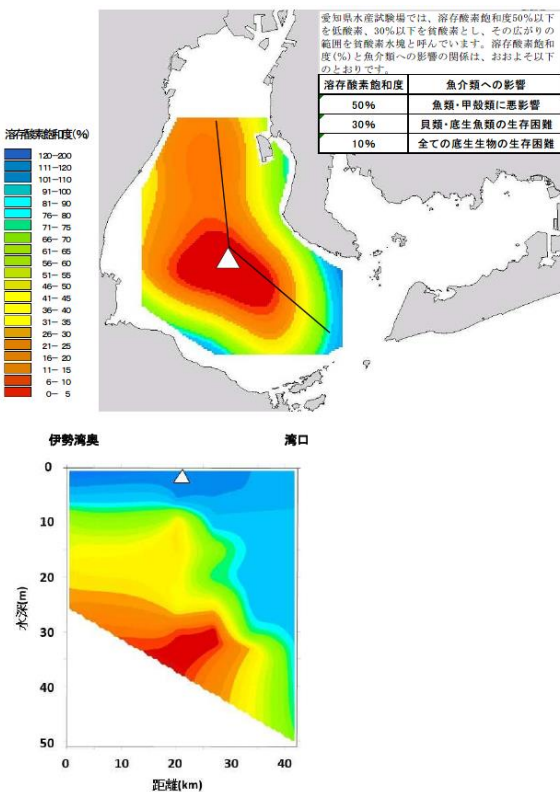 愛知県水産試験場では、溶存酸素飽和度50%以下
を低酸素、30%以下を貧酸素とし、その広がりの
範囲を貧酸素水塊と呼んでいます。溶存酸素飽和
度(%)と魚介類への影響の関係は、おおよそ以下
のとおりです。
溶存酸素飽和度 魚介類への影響
50% 魚類・甲殻類に悪影響
30% 貝類・底生魚類の生存困難
10% 全ての底生生物の生存困難
溶存酸素飽和度(%)
120-200
111-120
101-110
91-100
81- 90
76- 80
71- 75
66- 70
61- 65
56- 60
51- 55
46- 50
41- 45
36- 40
31- 35
26- 30
21- 25
16- 20
11- 15
6- 10
0- 5
伊勢湾奥 湾口
0
10
20
30
40
50
水深(m)
0 10 20 30 40
距離(km)